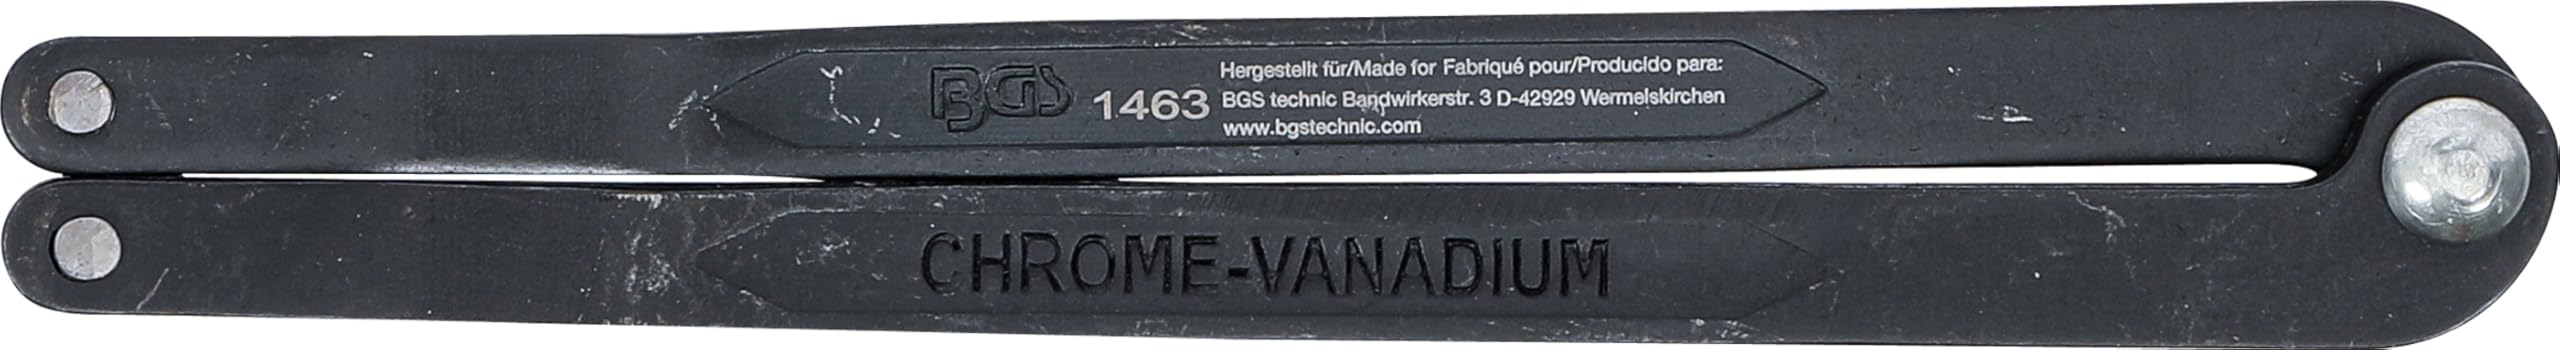 BGS
1463
Hergestellt für/Made for Fabriqué pour/Producido para:
BGS technic Bandwirkerstr. 3 D-42929 Wermelskirchen
www.bgstechnic.com
CHROME-VANADIUM